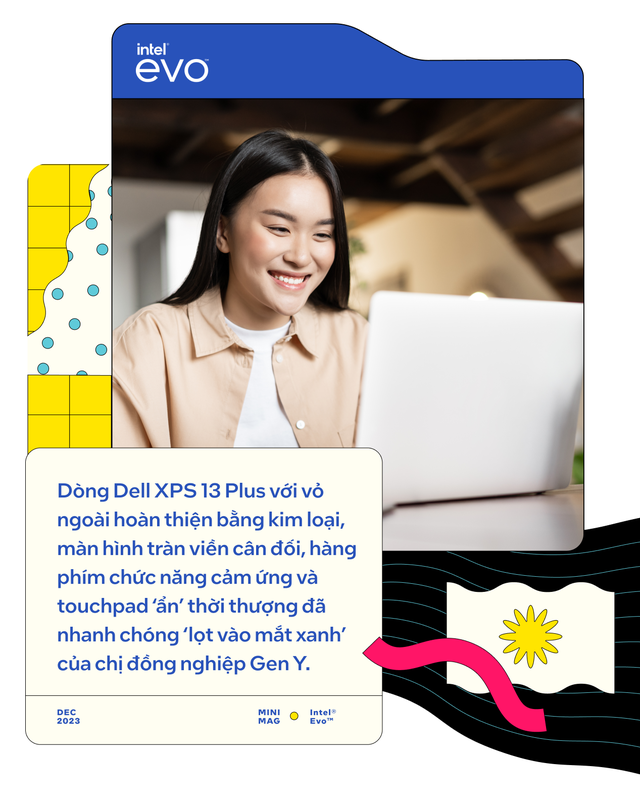 intel®
evo™
Dòng Dell XPS 13 Plus với vỏ
ngoài hoàn thiện bằng kim loại,
màn hình tràn viền cân đối, hàng
phím chức năng cảm ứng và
touchpad ‘ẩn’ thời thượng đã
nhanh chóng ‘lọt vào mắt xanh’
của chị đồng nghiệp Gen Y.
DEC
2023
MINI
MAG
Intel®
Evo™